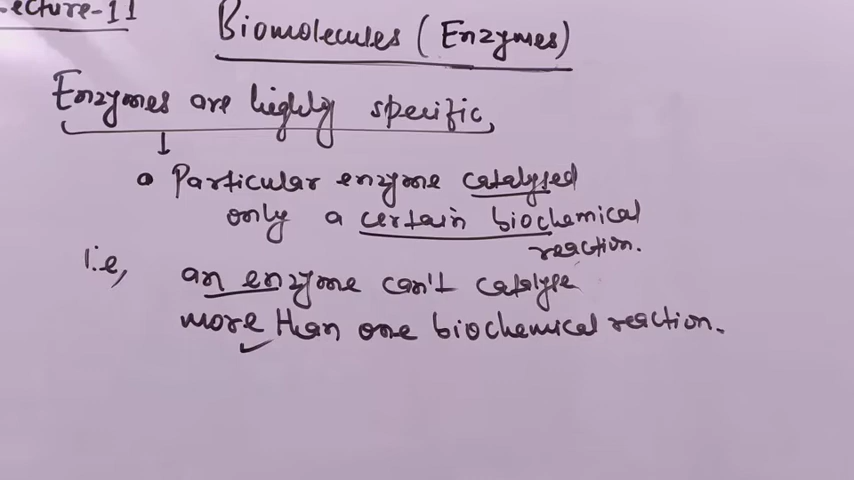 Lecture-11
Biomolecules (Enzymes)
Enzymes are highly specific,
Particular enzyme catalysed
only a certain biochemical
reaction.
i.e, an enzyme can't catalyse
more than one biochemical reaction.